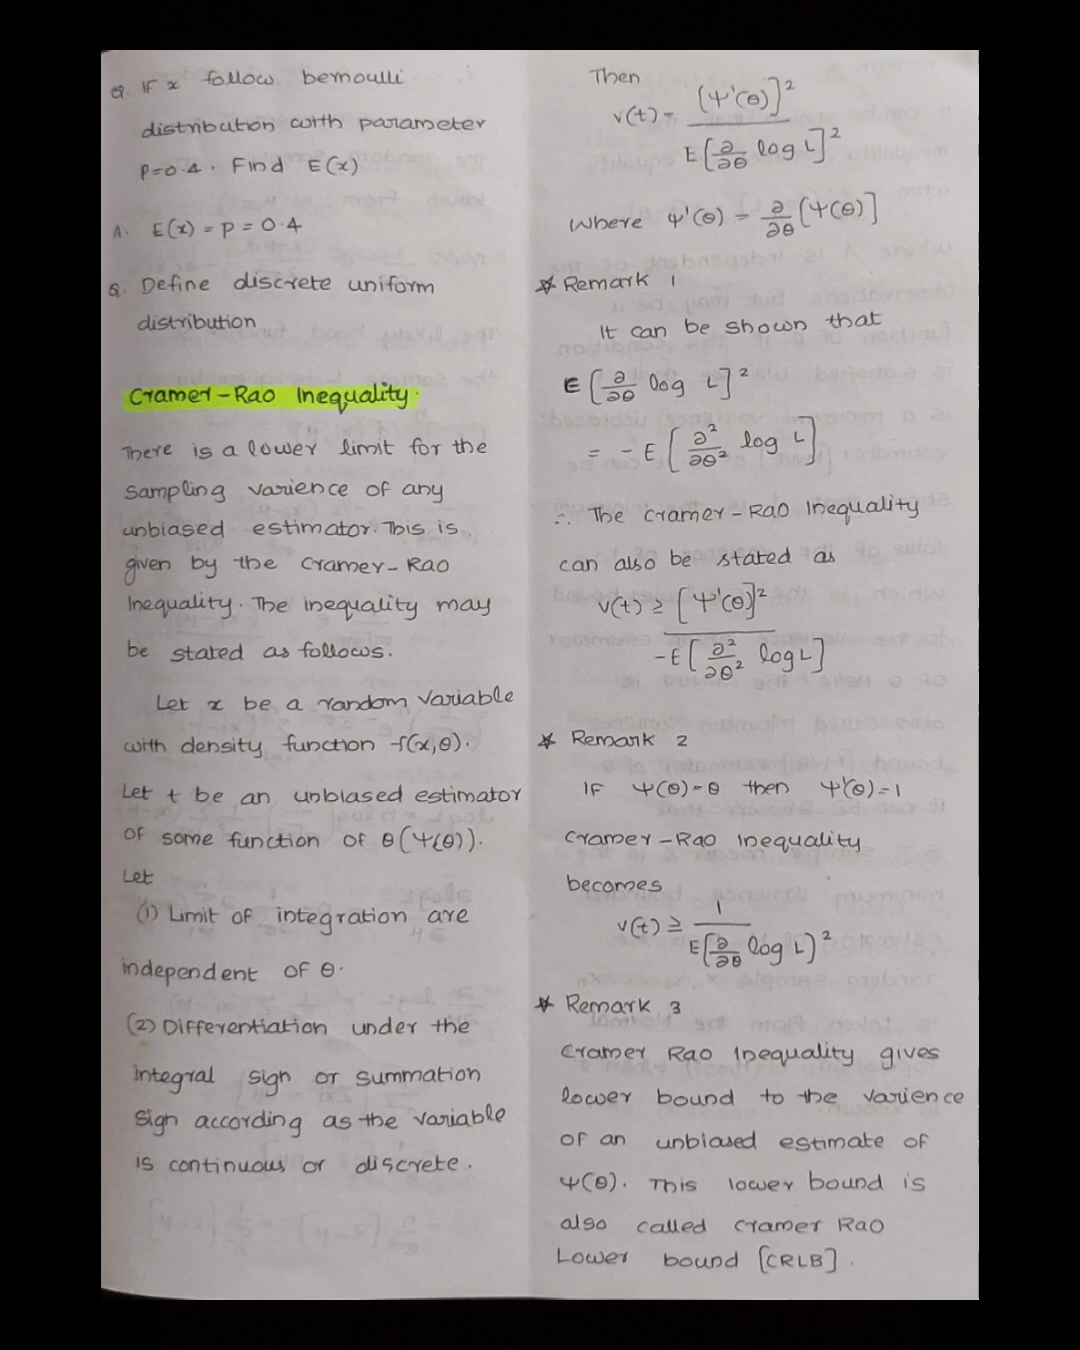 Q. IF x follow bernoulli
distribution with parameter
P=0.4. Find E(x)
A. E(x) = P = 0.4
Q. Define discrete uniform
distribution
Cramer-Rao Inequality.
There is a lower limit for the
sampling varience of any
unbiased estimator. This is
given by the Cramer-Rao
Inequality. The inequality may
be stated as follows.
Let x be a random variable
with density function f(x,θ).
Let t be an unbiased estimator
of some function of θ(ψ(θ)).
Let
(1) Limit of integration are
independent of θ.
(2) Differentiation under the
integral sign or summation
sign according as the variable
is continuous or discrete.
Then
v(t) = [ψ'(θ)]² / E[∂/∂θ log L]²
Where ψ'(θ) = ∂/∂θ [ψ(θ)]
☆ Remark 1
It can be shown that
E [∂/∂θ log L]²
= - E [∂²/∂θ² log L]
∴ The cramer-Rao Inequality
can also be stated as
v(t) ≥ [ψ'(θ)]² / -E[∂²/∂θ² log L]
☆ Remark 2
IF ψ(θ)=θ then ψ'(θ)=1
Cramer-Rao Inequality
becomes
v(t) ≥ 1 / E[∂/∂θ log L)²
☆ Remark 3
Cramer Rao Inequality gives
lower bound to the varience
of an unbiased estimate of
ψ(θ). This lower bound is
also called Cramer Rao
Lower bound [CRLB].